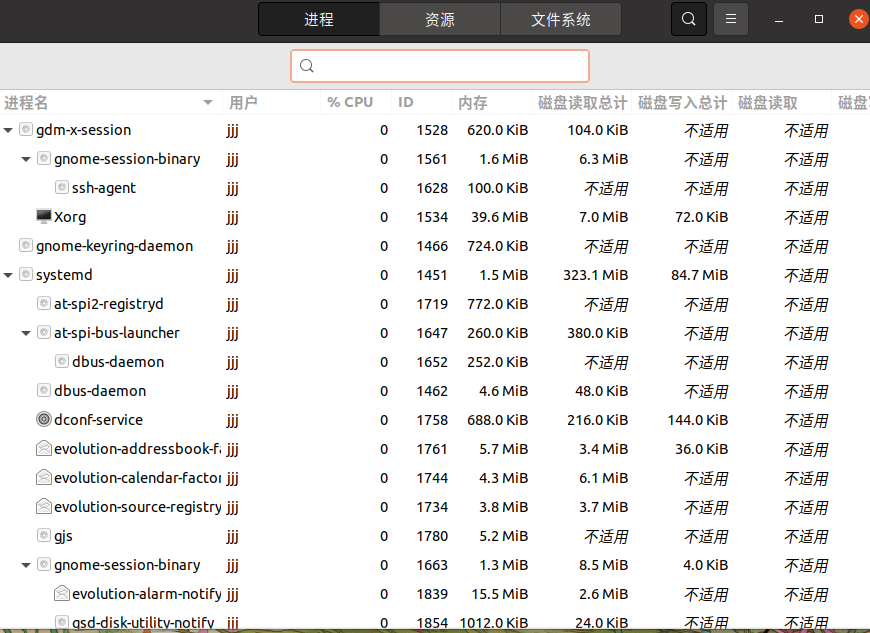 进程 资源 文件系统
进程名 用户 % CPU ID 内存 磁盘读取总计 磁盘写入总计 磁盘读取 磁盘
gdm-x-session jjj 0 1528 620.0 KiB 104.0 KiB 不适用 不适用
gnome-session-binary jjj 0 1561 1.6 MiB 6.3 MiB 不适用 不适用
ssh-agent jjj 0 1628 100.0 KiB 不适用 不适用 不适用
Xorg jjj 0 1534 39.6 MiB 7.0 MiB 72.0 KiB 不适用
gnome-keyring-daemon jjj 0 1466 724.0 KiB 不适用 不适用 不适用
systemd jjj 0 1451 1.5 MiB 323.1 MiB 84.7 MiB 不适用
at-spi2-registryd jjj 0 1719 772.0 KiB 不适用 不适用 不适用
at-spi-bus-launcher jjj 0 1647 260.0 KiB 380.0 KiB 不适用 不适用
dbus-daemon jjj 0 1652 252.0 KiB 不适用 不适用 不适用
dbus-daemon jjj 0 1462 4.6 MiB 48.0 KiB 不适用 不适用
dconf-service jjj 0 1758 688.0 KiB 216.0 KiB 144.0 KiB 不适用
evolution-addressbook-fa jjj 0 1761 5.7 MiB 3.4 MiB 36.0 KiB 不适用
evolution-calendar-factor jjj 0 1744 4.3 MiB 6.1 MiB 不适用 不适用
evolution-source-registry jjj 0 1734 3.8 MiB 3.7 MiB 不适用 不适用
gjs jjj 0 1780 5.2 MiB 不适用 不适用 不适用
gnome-session-binary jjj 0 1663 1.3 MiB 8.5 MiB 4.0 KiB 不适用
evolution-alarm-notify jjj 0 1839 15.5 MiB 2.6 MiB 不适用 不适用
gsd-disk-utility-notify jjj 0 1854 1012.0 KiB 24.0 KiB 不适用 不适用